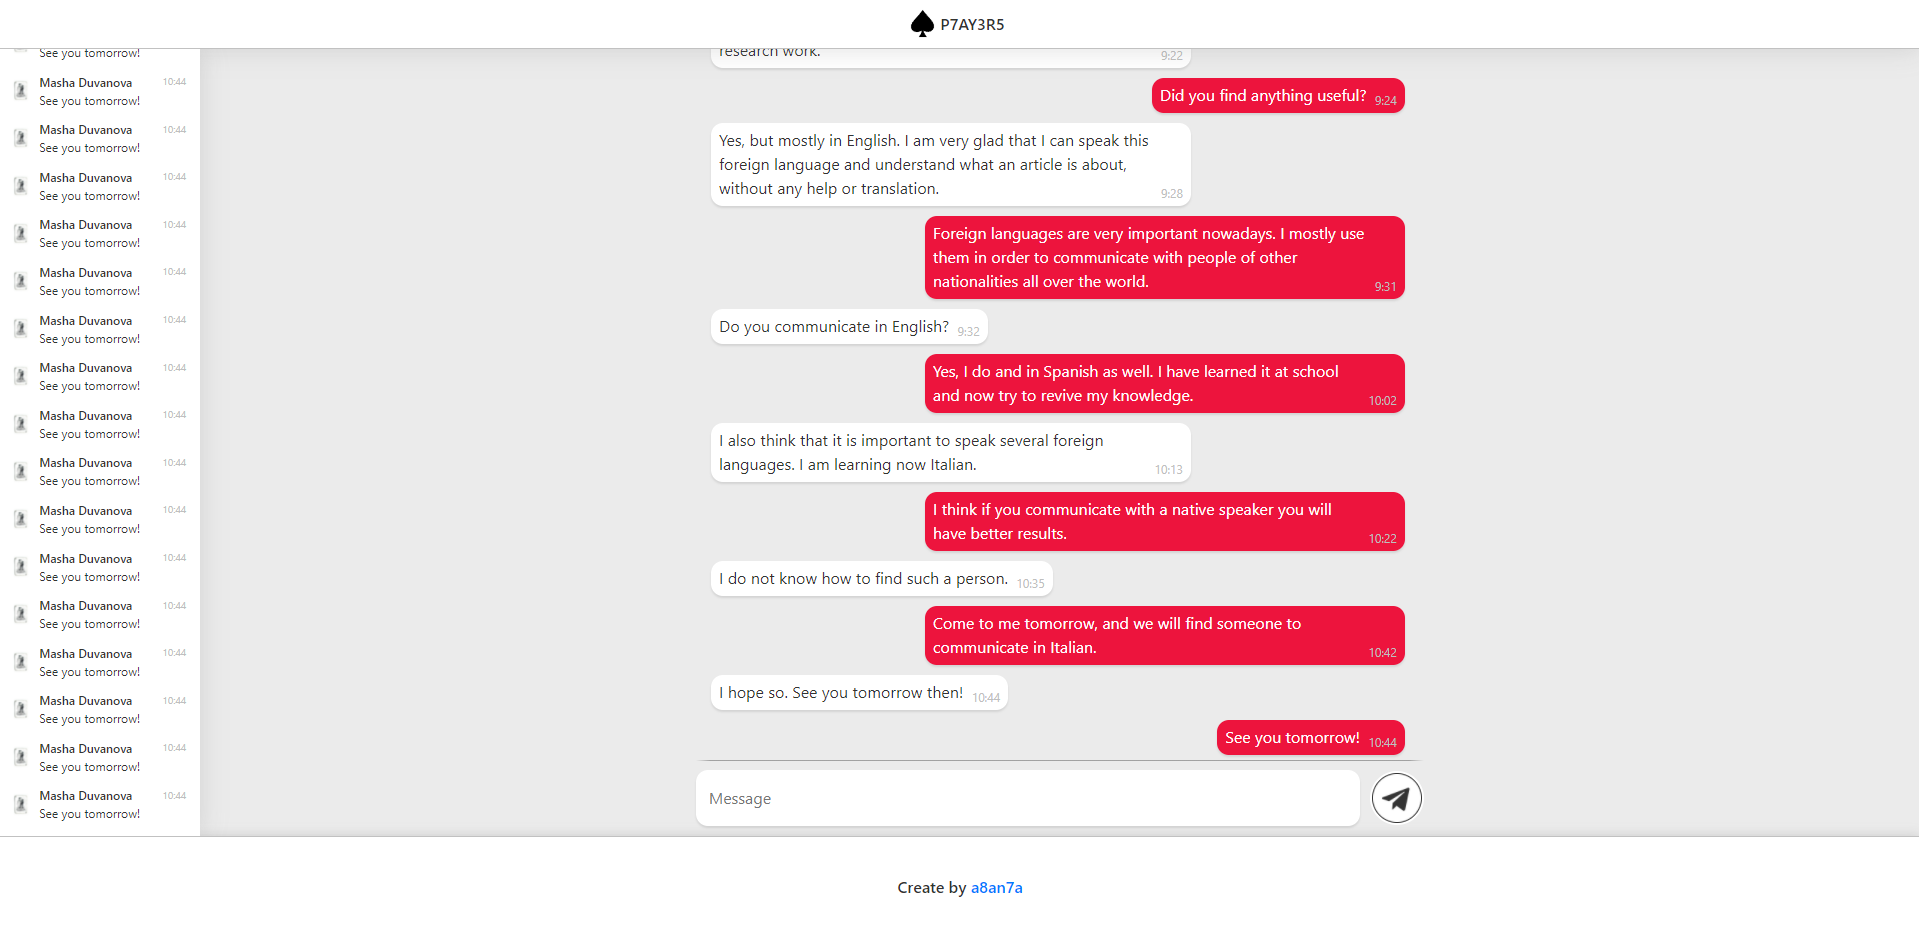 P7AY3R5
See you tomorrow!
Masha Duvanova 10:44
See you tomorrow!
Masha Duvanova 10:44
See you tomorrow!
Masha Duvanova 10:44
See you tomorrow!
Masha Duvanova 10:44
See you tomorrow!
Masha Duvanova 10:44
See you tomorrow!
Masha Duvanova 10:44
See you tomorrow!
Masha Duvanova 10:44
See you tomorrow!
Masha Duvanova 10:44
See you tomorrow!
Masha Duvanova 10:44
See you tomorrow!
Masha Duvanova 10:44
See you tomorrow!
Masha Duvanova 10:44
See you tomorrow!
Masha Duvanova 10:44
See you tomorrow!
Masha Duvanova 10:44
See you tomorrow!
Masha Duvanova 10:44
See you tomorrow!
Masha Duvanova 10:44
See you tomorrow!
Masha Duvanova 10:44
See you tomorrow!
research work. 9:22
Did you find anything useful? 9:24
Yes, but mostly in English. I am very glad that I can speak this
foreign language and understand what an article is about,
without any help or translation. 9:28
Foreign languages are very important nowadays. I mostly use
them in order to communicate with people of other
nationalities all over the world. 9:31
Do you communicate in English? 9:32
Yes, I do and in Spanish as well. I have learned it at school
and now try to revive my knowledge. 10:02
I also think that it is important to speak several foreign
languages. I am learning now Italian. 10:13
I think if you communicate with a native speaker you will
have better results. 10:22
I do not know how to find such a person. 10:35
Come to me tomorrow, and we will find someone to
communicate in Italian. 10:42
I hope so. See you tomorrow then! 10:44
See you tomorrow! 10:44
Message
Create by a8an7a